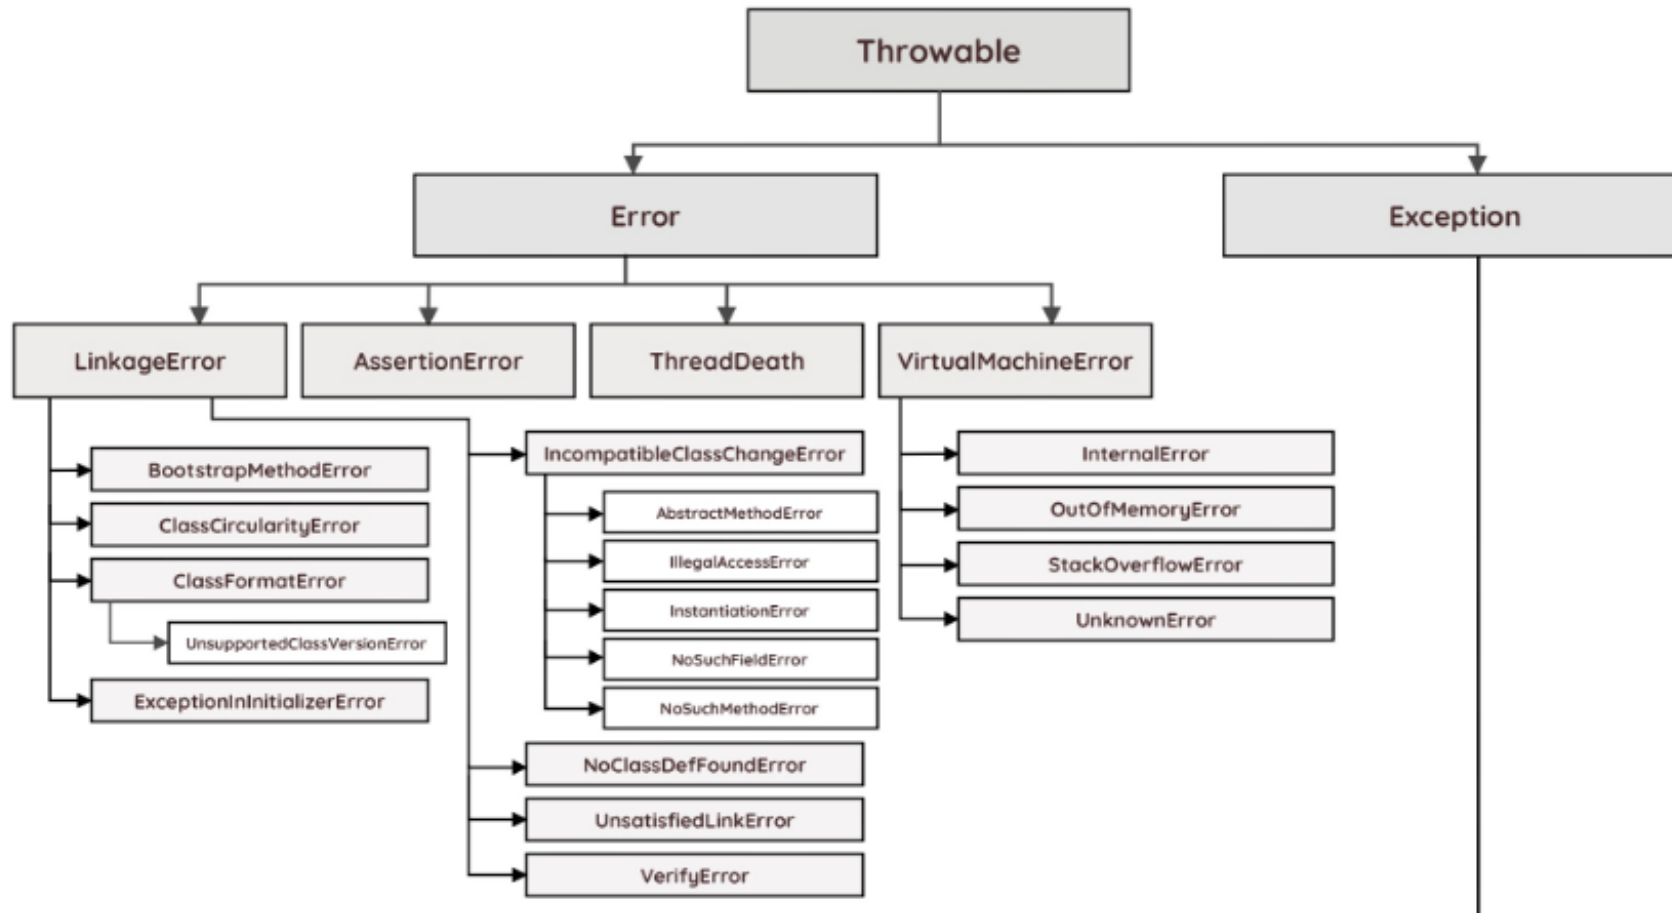 Throwable
Error
Exception
LinkageError
AssertionError
ThreadDeath
VirtualMachineError
BootstrapMethodError
ClassCircularityError
ClassFormatError
UnsupportedClassVersionError
ExceptionInInitializerError
IncompatibleClassChangeError
AbstractMethodError
IllegalAccessError
InstantiationError
NoSuchFieldError
NoSuchMethodError
NoClassDefFoundError
UnsatisfiedLinkError
VerifyError
InternalError
OutOfMemoryError
StackOverflowError
UnknownError